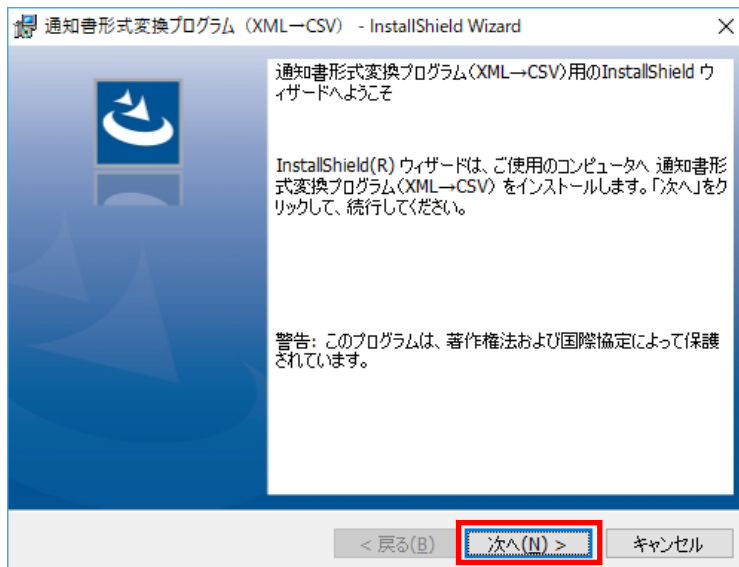 通知書形式変換プログラム（XML→CSV） - InstallShield Wizard
通知書形式変換プログラム(XML→CSV)用のInstallShield ウ
ィザードへようこそ
InstallShield(R) ウィザードは、ご使用のコンピュータへ 通知書形
式変換プログラム(XML→CSV) をインストールします。「次へ」をク
リックして、続行してください。
警告: このプログラムは、著作権法および国際協定によって保護
されています。
< 戻る(B)
次へ(N) >
キャンセル